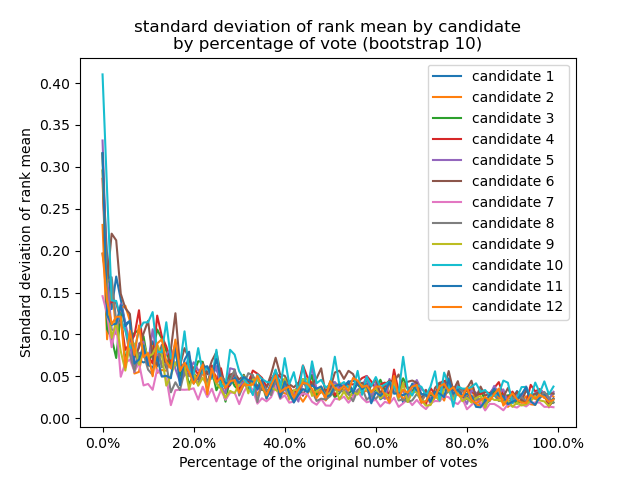 standard deviation of rank mean by candidate
by percentage of vote (bootstrap 10)
Standard deviation of rank mean
0.40
0.35
0.30
0.25
0.20
0.15
0.10
0.05
0.00
candidate 1
candidate 2
candidate 3
candidate 4
candidate 5
candidate 6
candidate 7
candidate 8
candidate 9
candidate 10
candidate 11
candidate 12
0.0%
20.0%
40.0%
60.0%
80.0%
100.0%
Percentage of the original number of votes